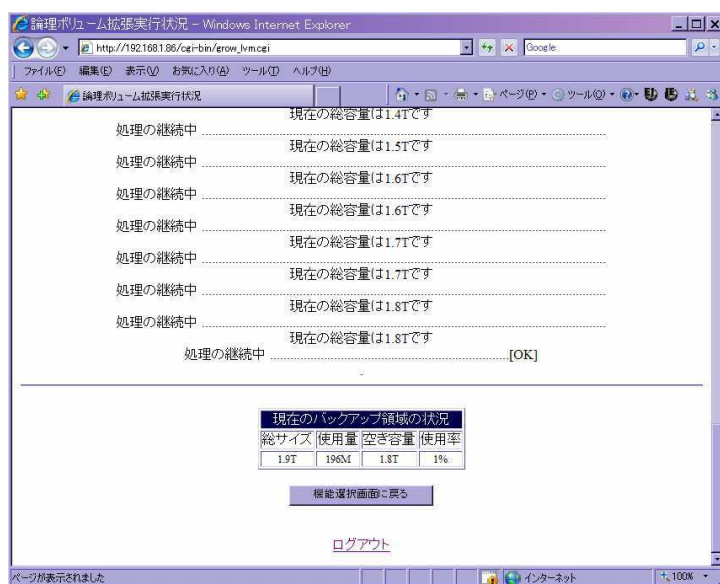 論理ボリューム拡張実行状況 - Windows Internet Explorer
http://192.168.1.86/cgi-bin/grow_lvm.cgi
Google
ファイル(F) 編集(E) 表示(V) お気に入り(A) ツール(T) ヘルプ(H)
論理ボリューム拡張実行状況
ページ(P) ツール(O)
現在の総容量は1.4Tです
処理の継続中 ........................................
現在の総容量は1.5Tです
処理の継続中 ........................................
現在の総容量は1.6Tです
処理の継続中 ........................................
現在の総容量は1.6Tです
処理の継続中 ........................................
現在の総容量は1.7Tです
処理の継続中 ........................................
現在の総容量は1.7Tです
処理の継続中 ........................................
現在の総容量は1.8Tです
処理の継続中 ........................................
現在の総容量は1.8Tです
処理の継続中 ........................................[OK]
.
現在のバックアップ領域の状況
総サイズ 使用量 空き容量 使用率
1.9T 196M 1.8T 1%
機能選択画面に戻る
ログアウト
ページが表示されました
インターネット
100%